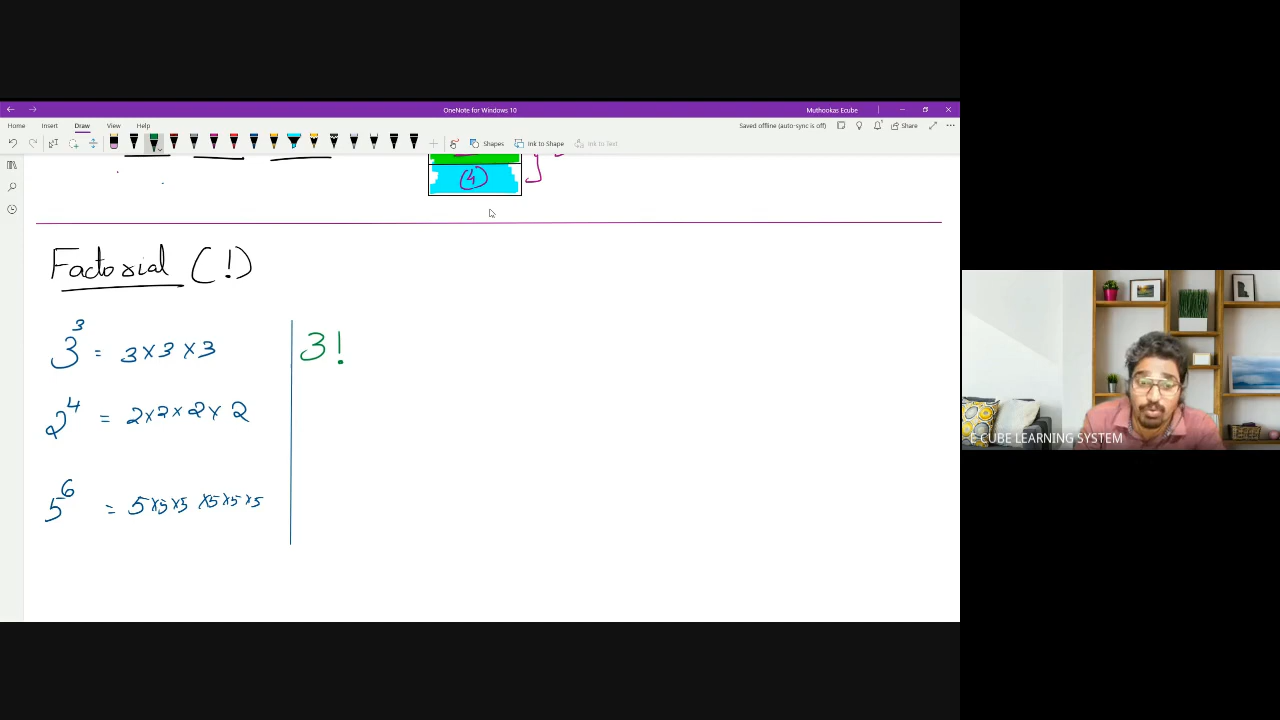 OneNote for Windows 10
Muthookas Ecube
Home Insert Draw View Help
Saved offline (auto-sync is off) Share
Shapes Ink to Shape Ink to Text
(4)
Factorial (!)
3³ = 3×3×3
3!
2⁴ = 2×2×2×2
5⁶ = 5×5×5×5×5×5
E CUBE LEARNING SYSTEM